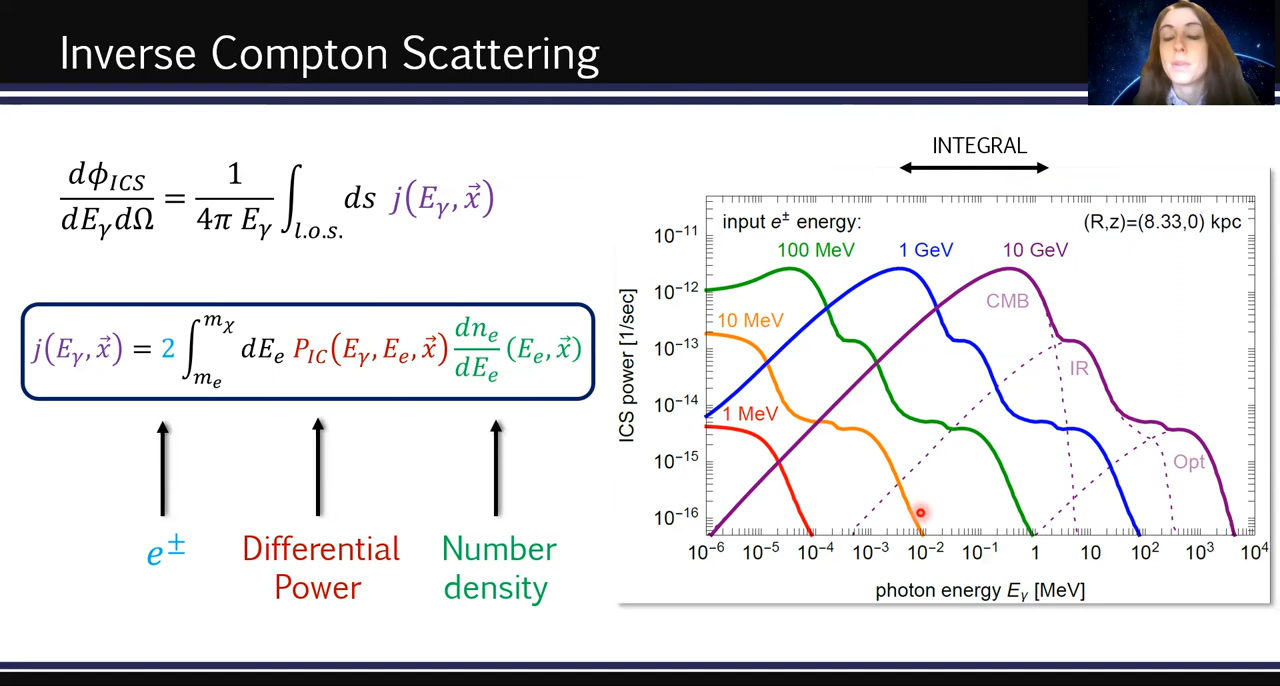 Inverse Compton Scattering
dϕ_ICS / dE_γ dΩ = 1 / 4π E_γ ∫_l.o.s. ds j(E_γ, x⃗)
j(E_γ, x⃗) = 2 ∫_{m_e}^{m_χ} dE_e P_IC(E_γ, E_e, x⃗) dn_e/dE_e (E_e, x⃗)
e^±
Differential
Power
Number
density
INTEGRAL
input e^± energy:
(R,z)=(8.33,0) kpc
100 MeV
1 GeV
10 GeV
10 MeV
1 MeV
CMB
IR
Opt
ICS power [1/sec]
10^-11
10^-12
10^-13
10^-14
10^-15
10^-16
10^-6 10^-5 10^-4 10^-3 10^-2 10^-1 1 10 10^2 10^3 10^4
photon energy E_γ [MeV]